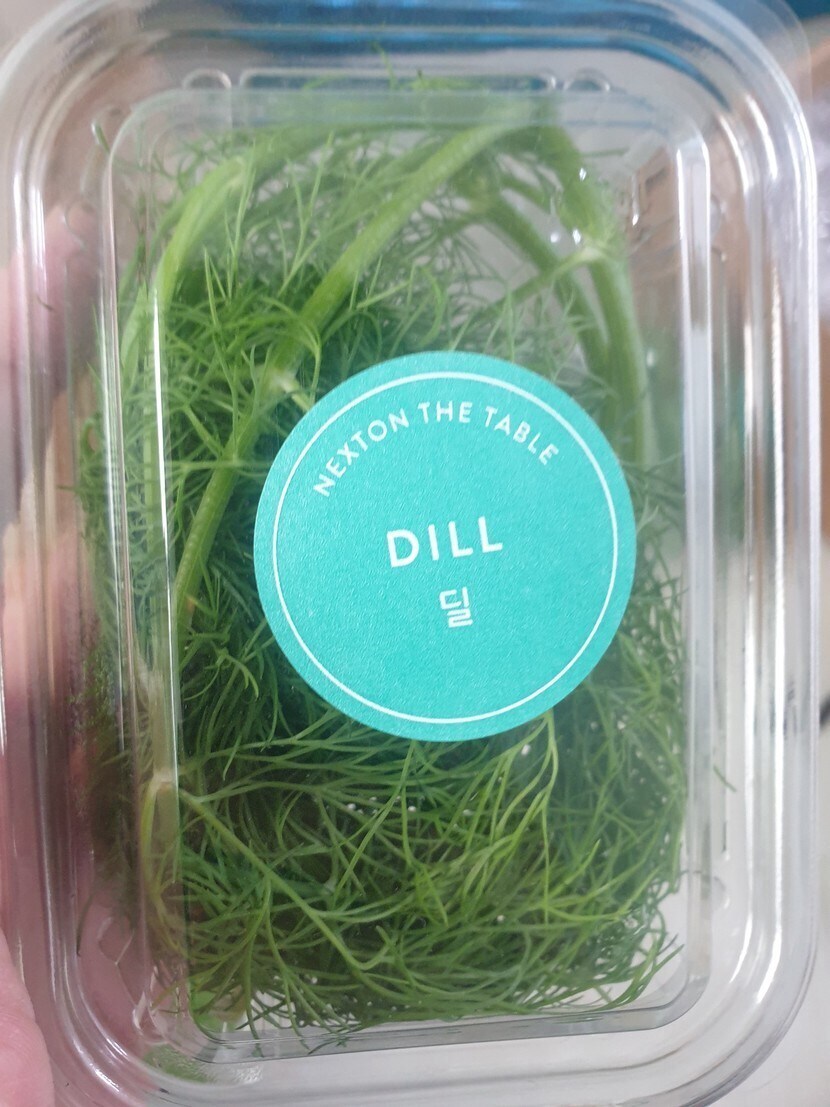 NEXTON THE TABLE
DILL
딜